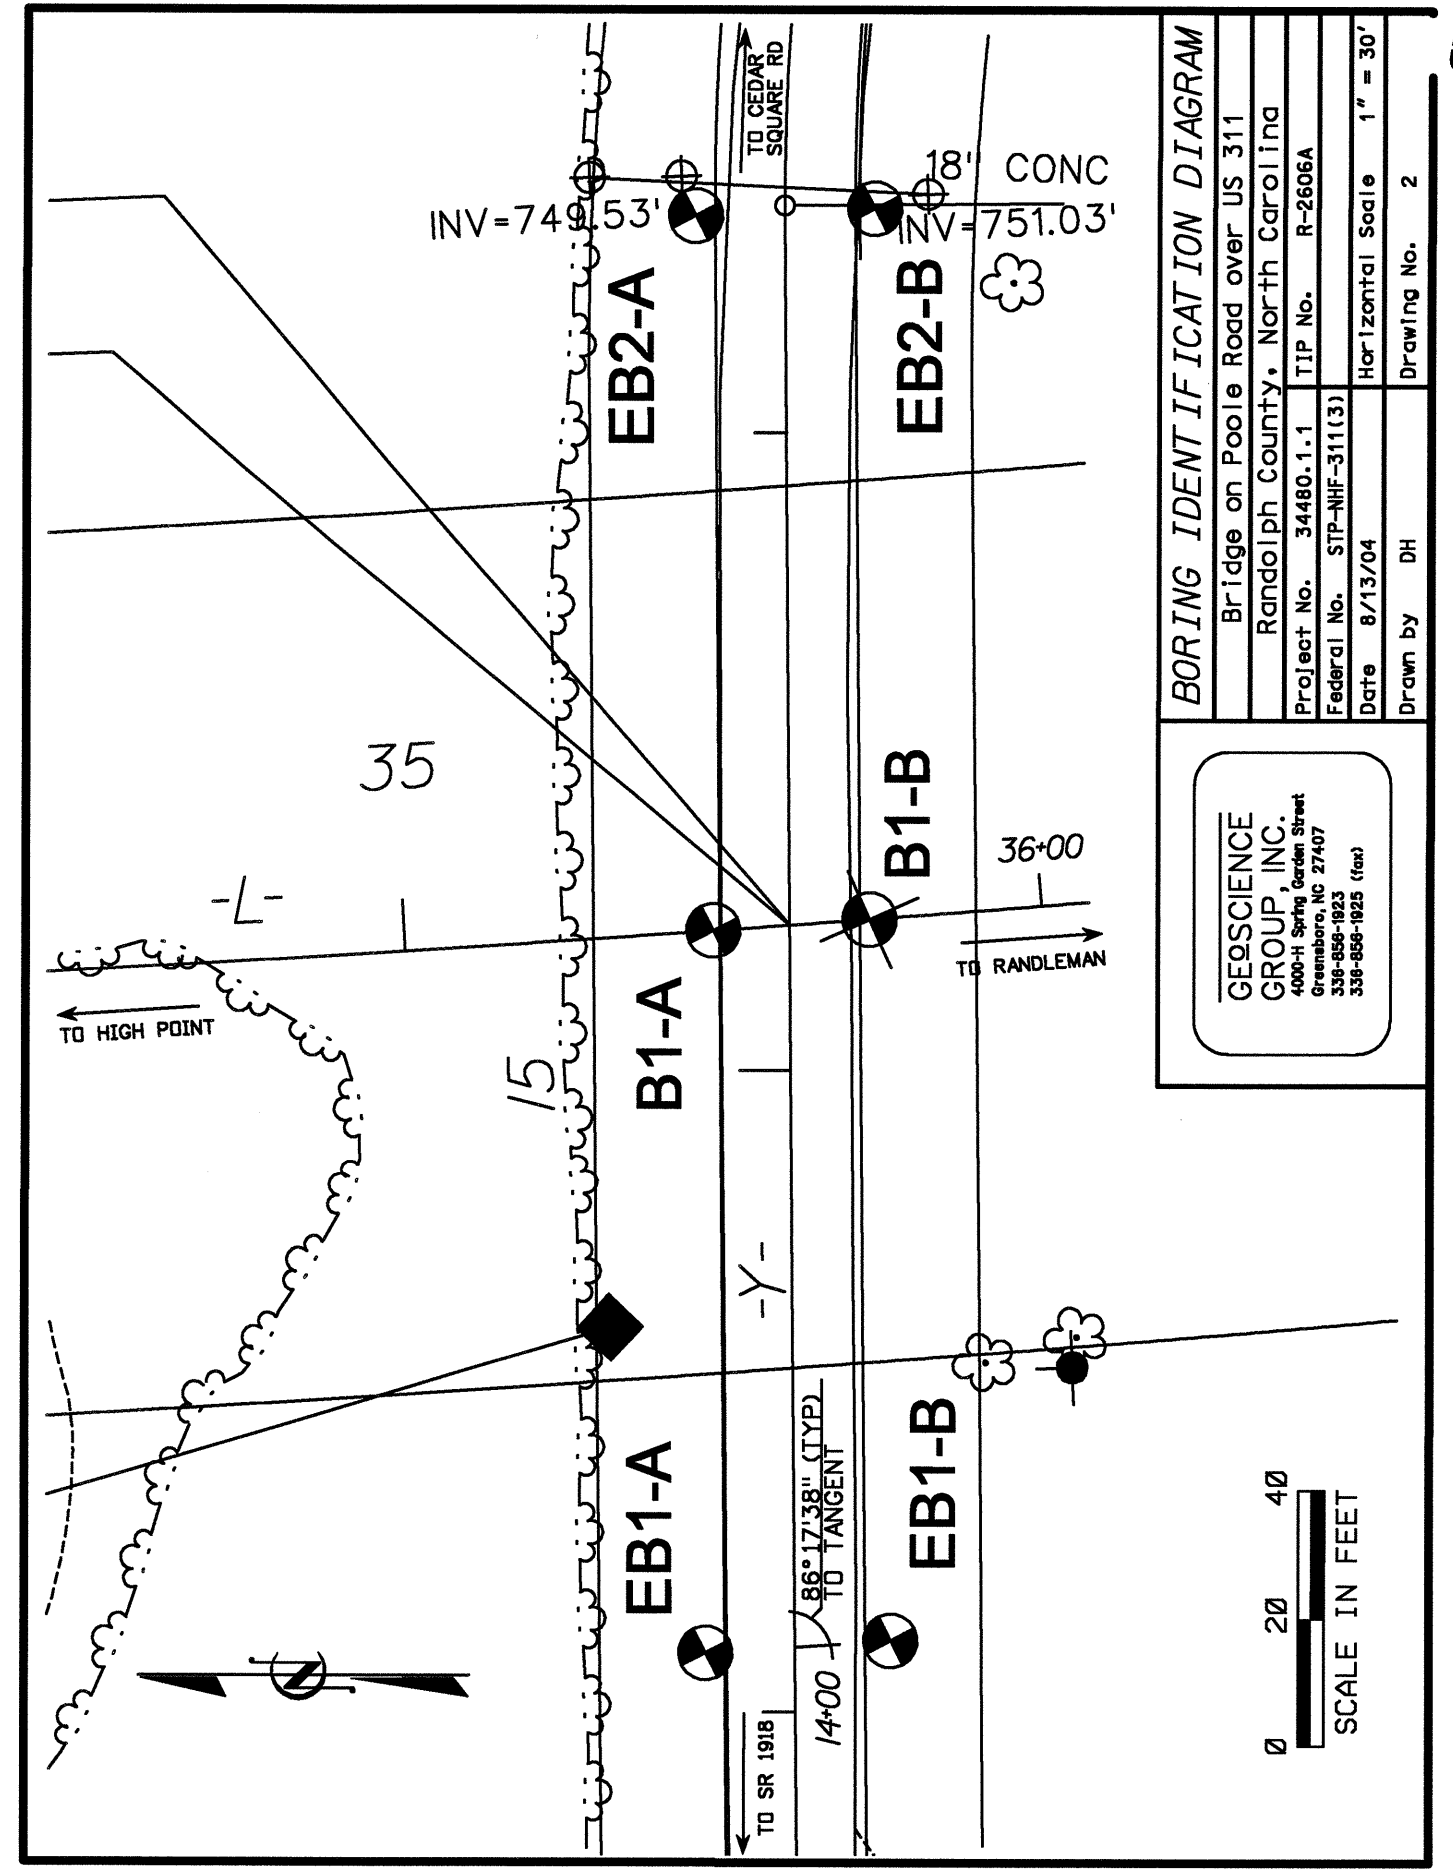 TO CEDAR
SQUARE RD
INV=749.53'
18" CONC
INV=751.03'
EB2-A
EB2-B
35
-L-
B1-B
36+00
TO RANDLEMAN
TO HIGH POINT
B1-A
15
-Y-
EB1-A
EB1-B
86°17'38" (TYP)
TO TANGENT
14+00
TO SR 1918
0 20 40
SCALE IN FEET
GEOSCIENCE
GROUP, INC.
4000-H Spring Garden Street
Greensboro, NC 27407
336-856-1923
336-856-1925 (fax)
BORING IDENTIFICATION DIAGRAM
Bridge on Poole Road over US 311
Randolph County, North Carolina
Project No. 34480.1.1 TIP No. R-2606A
Federal No. STP-NHF-311(3)
Date 8/13/04 Horizontal Scale 1" = 30'
Drawn by DH Drawing No. 2